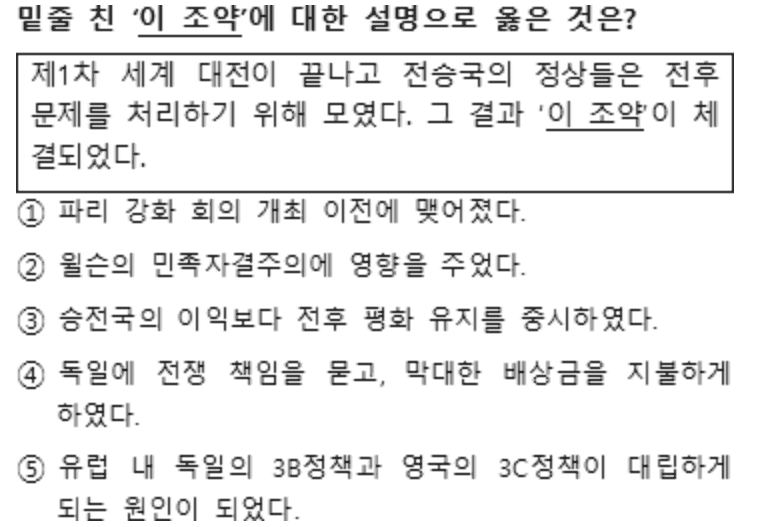 밑줄 친 '이 조약'에 대한 설명으로 옳은 것은?
제1차 세계 대전이 끝나고 전승국의 정상들은 전후
문제를 처리하기 위해 모였다. 그 결과 '이 조약'이 체
결되었다.
① 파리 강화 회의 개최 이전에 맺어졌다.
② 윌슨의 민족자결주의에 영향을 주었다.
③ 승전국의 이익보다 전후 평화 유지를 중시하였다.
④ 독일에 전쟁 책임을 묻고, 막대한 배상금을 지불하게
하였다.
⑤ 유럽 내 독일의 3B정책과 영국의 3C정책이 대립하게
되는 원인이 되었다.